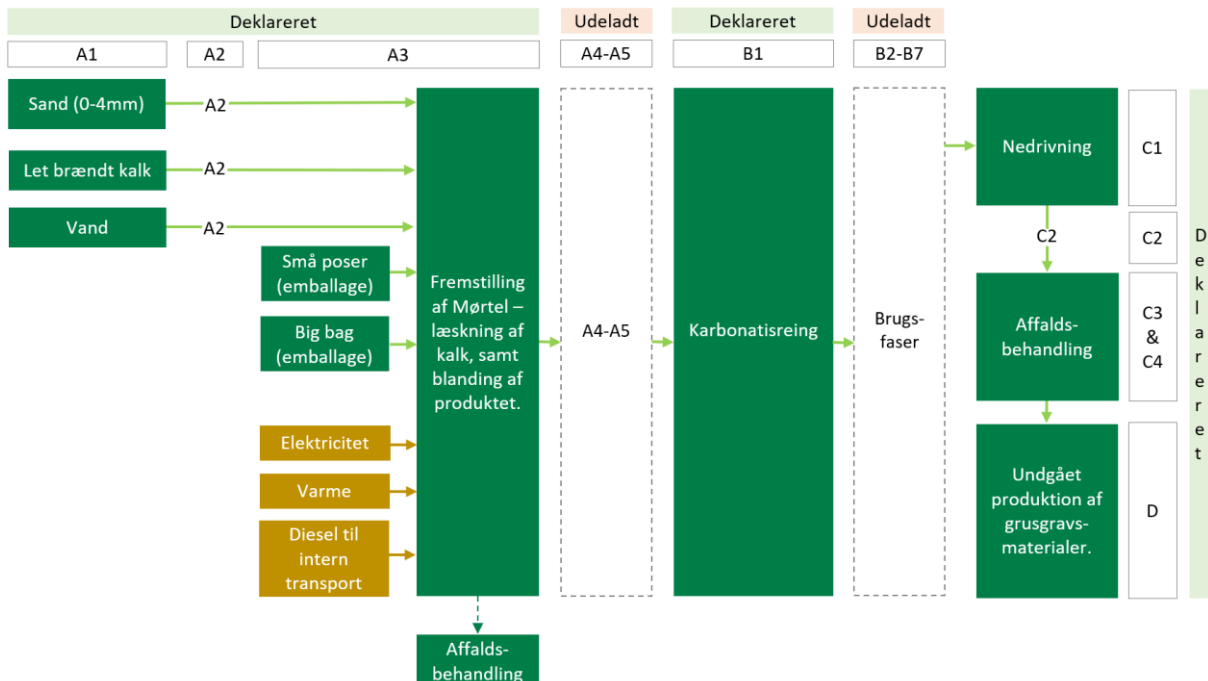 Deklareret
Udeladt
Deklareret
Udeladt
A1
A2
A3
A4-A5
B1
B2-B7
Sand (0-4mm)
A2
Let brændt kalk
A2
Vand
A2
Små poser
(emballage)
Big bag
(emballage)
Elektricitet
Varme
Diesel til
intern
transport
Fremstilling
af Mørtel –
læskning af
kalk, samt
blanding af
produktet.
Affalds-
behandling
A4-A5
Karbonatisreing
Brugs-
faser
Nedrivning
C1
C2
C2
Affalds-
behandling
C3
&
C4
Undgået
produktion af
grusgravs-
materialer.
D
Deklareret